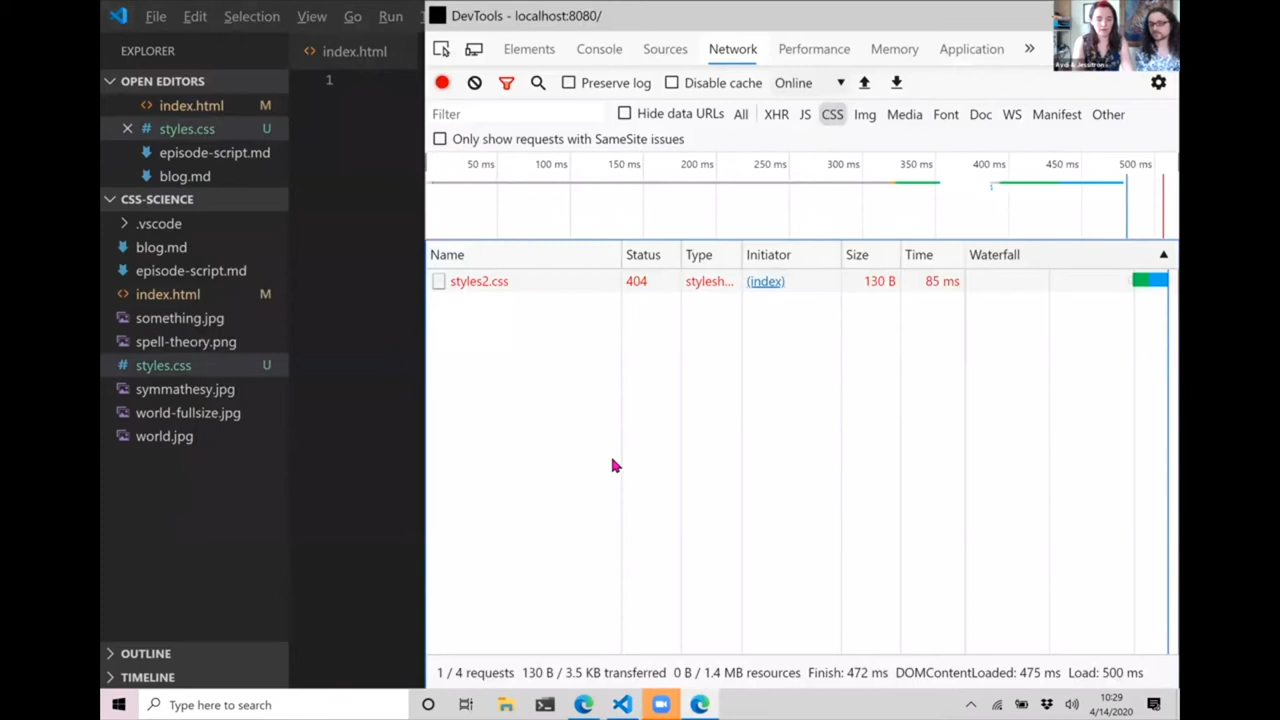 File Edit Selection View Go Run
DevTools - localhost:8080/
EXPLORER
index.html
Elements Console Sources Network Performance Memory Application
OPEN EDITORS
1
Preserve log Disable cache Online
index.html M
Filter Hide data URLs All XHR JS CSS Img Media Font Doc WS Manifest Other
styles.css U
Only show requests with SameSite issues
episode-script.md
blog.md
50 ms 100 ms 150 ms 200 ms 250 ms 300 ms 350 ms 400 ms 450 ms 500 ms
CSS-SCIENCE
.vscode
blog.md
Name Status Type Initiator Size Time Waterfall
episode-script.md
styles2.css 404 stylesh... (index) 130 B 85 ms
index.html M
something.jpg
spell-theory.png
styles.css U
symmathesy.jpg
world-fullsize.jpg
world.jpg
OUTLINE
TIMELINE
1 / 4 requests 130 B / 3.5 KB transferred 0 B / 1.4 MB resources Finish: 472 ms DOMContentLoaded: 475 ms Load: 500 ms
Type here to search
10:29
4/14/2020